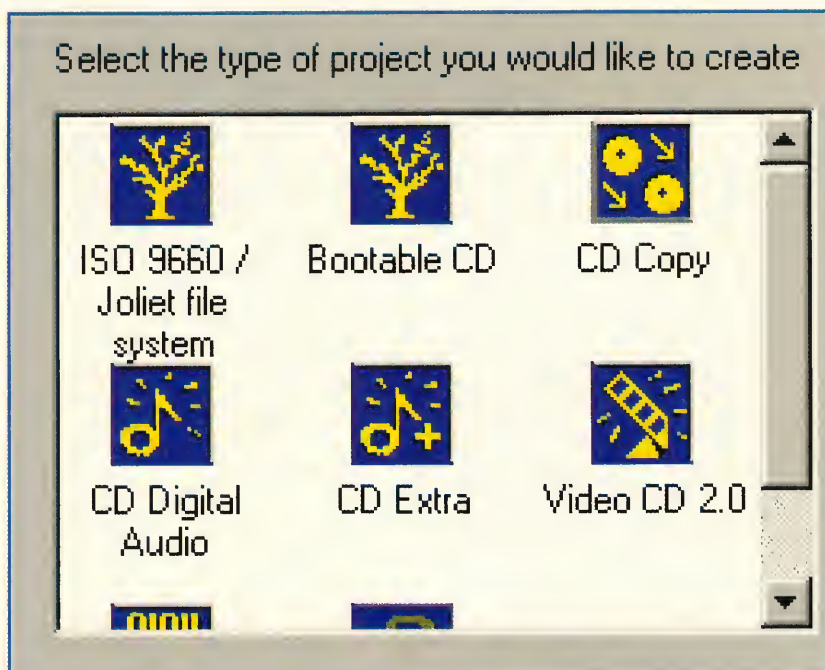 Select the type of project you would like to create
ISO 9660 /
Joliet file
system
Bootable CD
CD Copy
CD Digital
Audio
CD Extra
Video CD 2.0